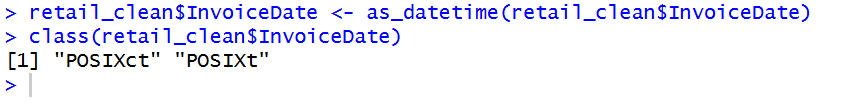 > retail_clean$InvoiceDate <- as_datetime(retail_clean$InvoiceDate)
> class(retail_clean$InvoiceDate)
[1] "POSIXct" "POSIXt"
>